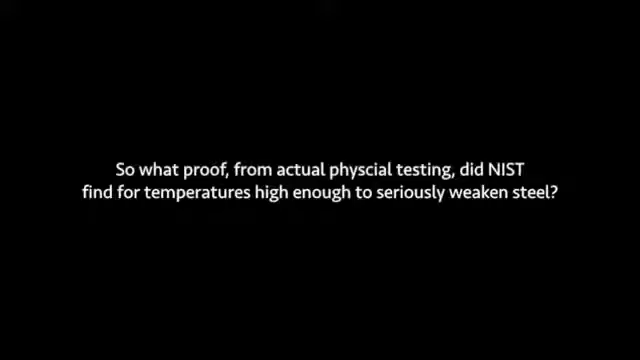 So what proof, from actual physcial testing, did NIST
find for temperatures high enough to seriously weaken steel?